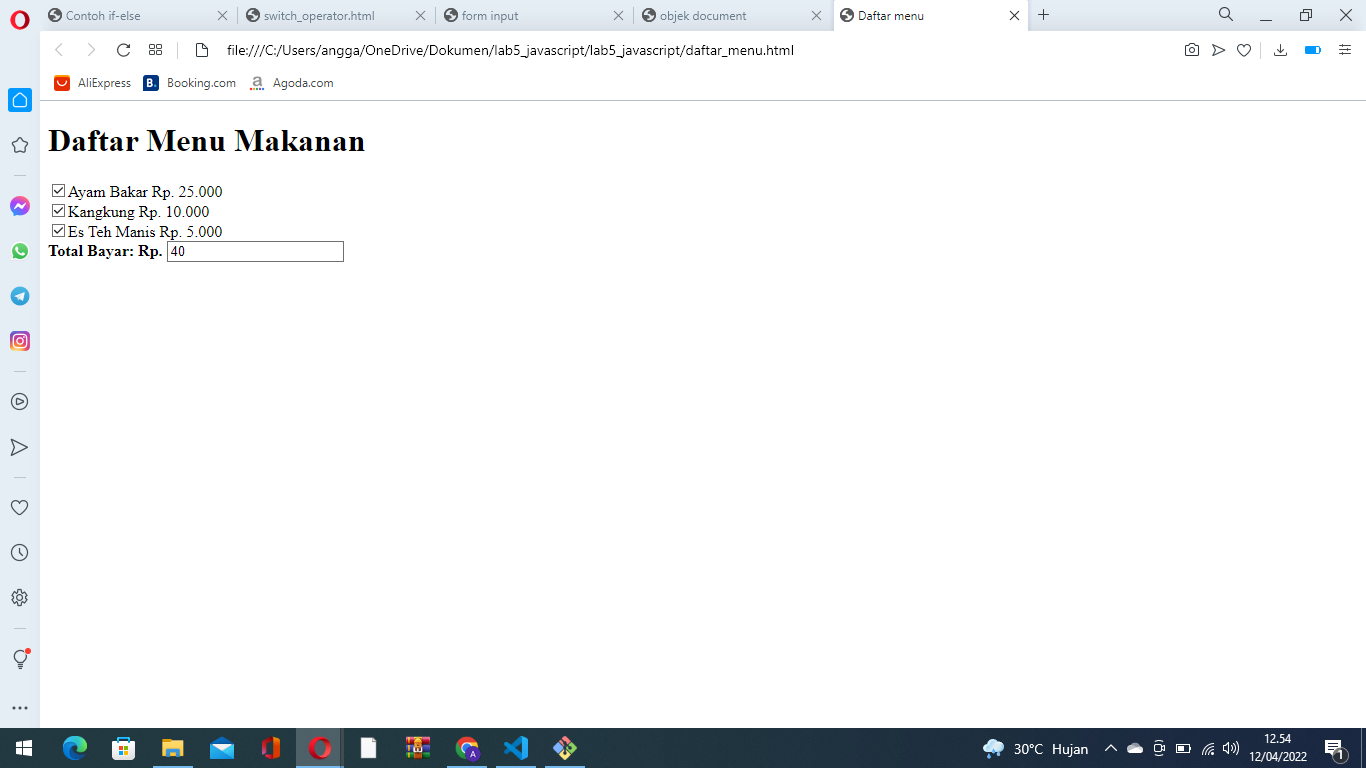 Contoh if-else
switch_operator.html
form input
objek document
Daftar menu
file:///C:/Users/angga/OneDrive/Dokumen/lab5_javascript/lab5_javascript/daftar_menu.html
AliExpress
B. Booking.com
a Agoda.com
Daftar Menu Makanan
Ayam Bakar Rp. 25.000
Kangkung Rp. 10.000
Es Teh Manis Rp. 5.000
Total Bayar: Rp. 40
A
30°C Hujan
12.54
12/04/2022
1